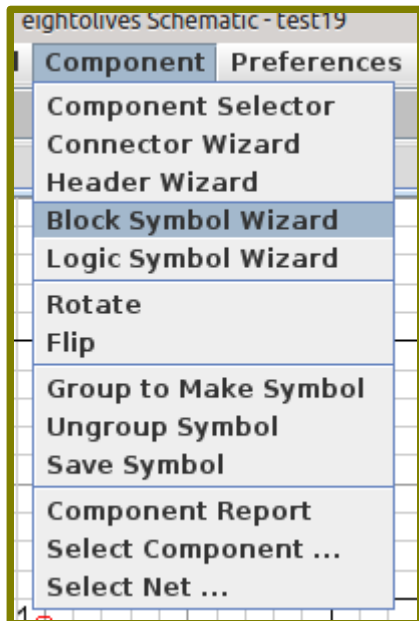 eightolives Schematic - test19
Component Preferences
Component Selector
Connector Wizard
Header Wizard
Block Symbol Wizard
Logic Symbol Wizard
Rotate
Flip
Group to Make Symbol
Ungroup Symbol
Save Symbol
Component Report
Select Component ...
Select Net ...
1